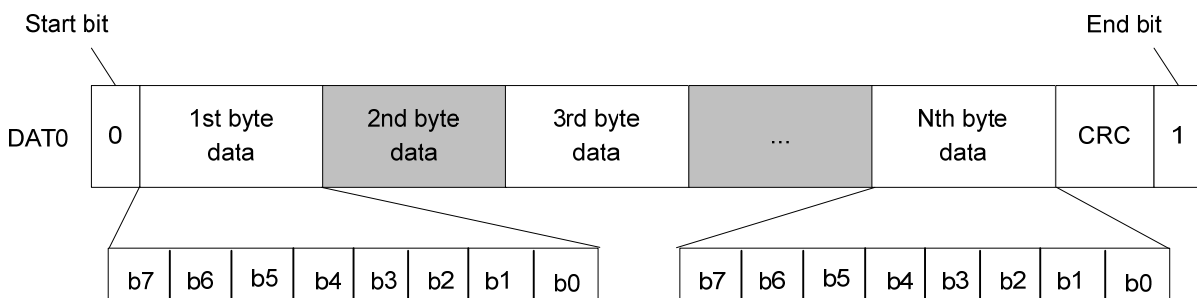 Start bit
End bit
DAT0
0
1st byte
data
2nd byte
data
3rd byte
data
...
Nth byte
data
CRC
1
b7 b6 b5 b4 b3 b2 b1 b0
b7 b6 b5 b4 b3 b2 b1 b0